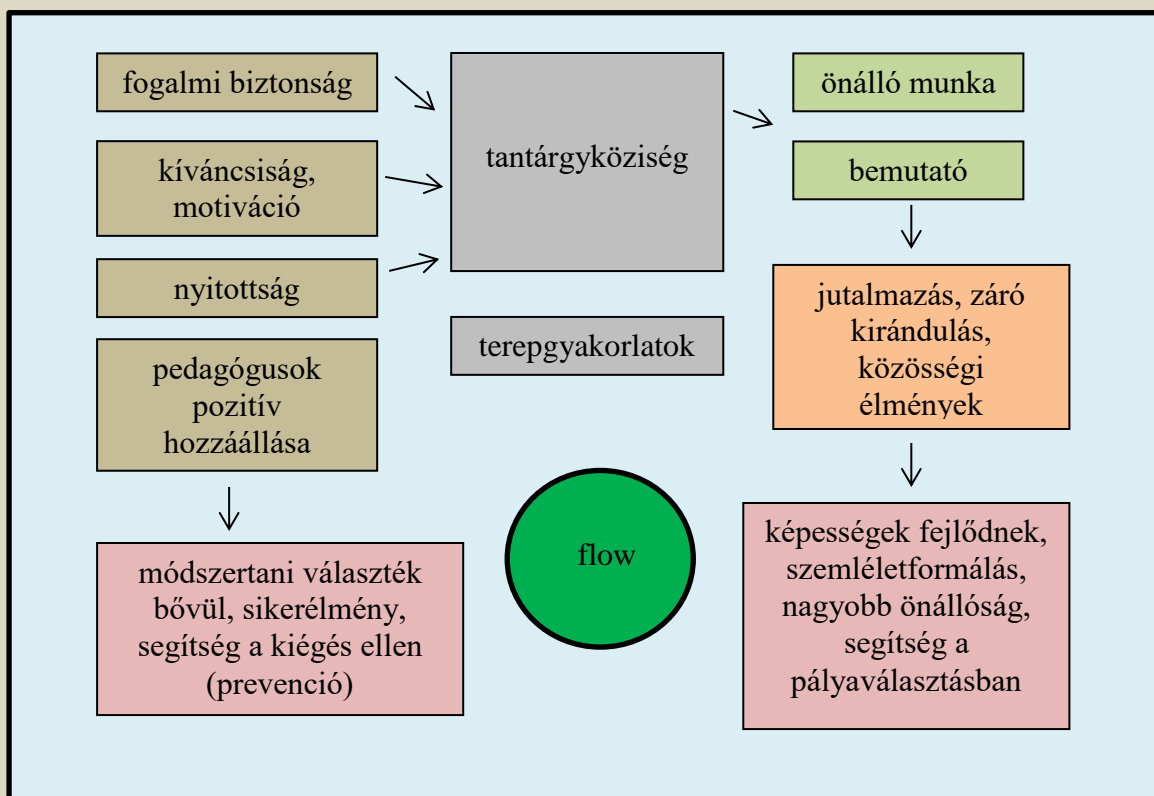 fogalmi biztonság
kíváncsiság,
motiváció
nyitottság
pedagógusok
pozitív
hozzáállása
módszertani választék
bővül, sikerélmény,
segítség a kiégés ellen
(prevenció)
tantárgyköziség
terepgyakorlatok
flow
önálló munka
bemutató
jutalmazás, záró
kirándulás,
közösségi
élmények
képességek fejlődnek,
szemléletformálás,
nagyobb önállóság,
segítség a
pályaválasztásban